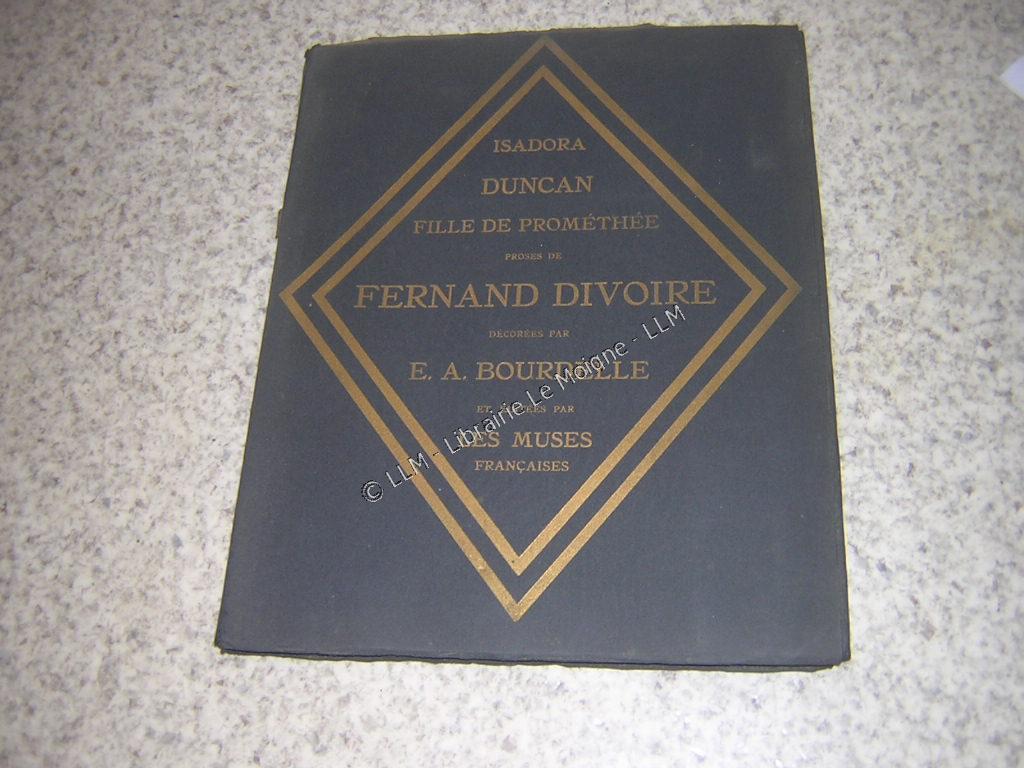 ISADORA
DUNCAN
FILLE DE PROMÉTHÉE
PROSES DE
FERNAND DIVOIRE
DÉCORÉES PAR
E. A. BOURDELLE
ET PAR
LES MUSES
FRANÇAISES
© LLM - Librairie Le Moigne - LLM